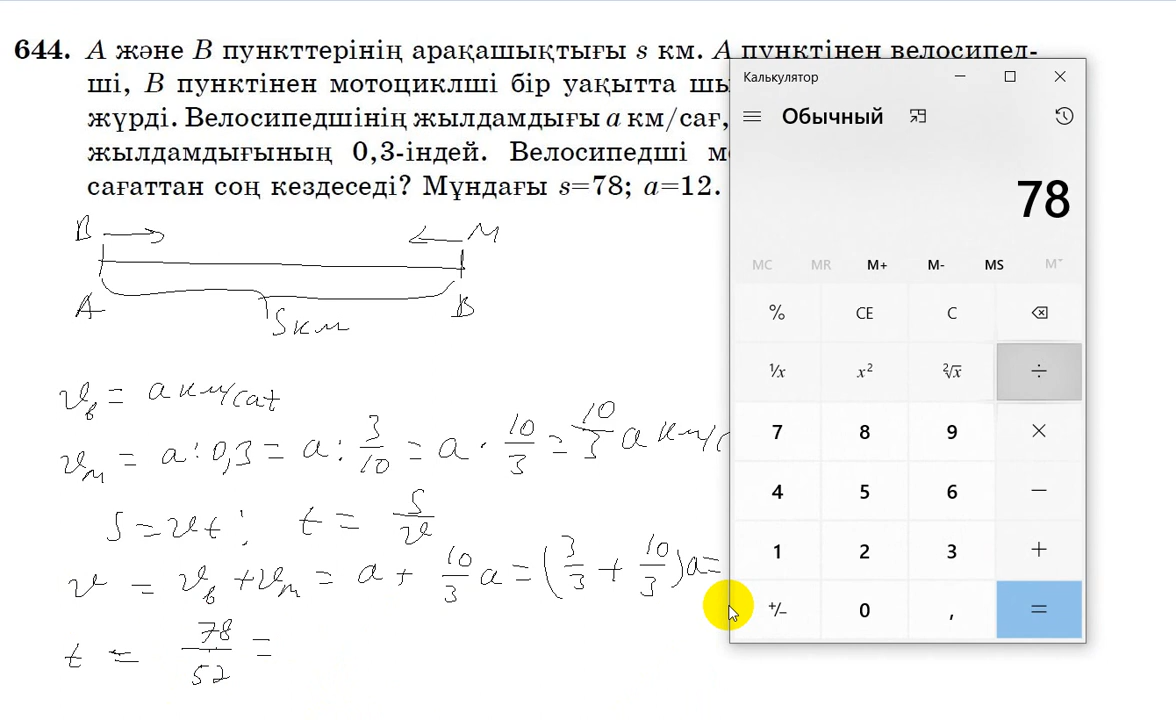 644. А және В пункттерінің арақашықтығы s км. А пунктінен велосипед-
ші, В пунктінен мотоциклші бір уақытта шы
жүрді. Велосипедшінің жылдамдығы a км/сағ,
жылдамдығының 0,3-індей. Велосипедші м
сағаттан соң кездеседі? Мұндағы s=78; a=12.
В → ← М
А В
S км
v_в = a км/сағ
v_м = a : 0,3 = a : 3/10 = a · 10/3 = 10/3 a км/с
S = vt; t = S/v
v = v_в + v_м = a + 10/3 a = (3/3 + 10/3)a =
t = 78/52 =
Калькулятор
Обычный
78
MC MR M+ M- MS M˅
% CE C
¹/x x² ²√x ÷
7 8 9 ×
4 5 6 −
1 2 3 +
+/− 0 , =